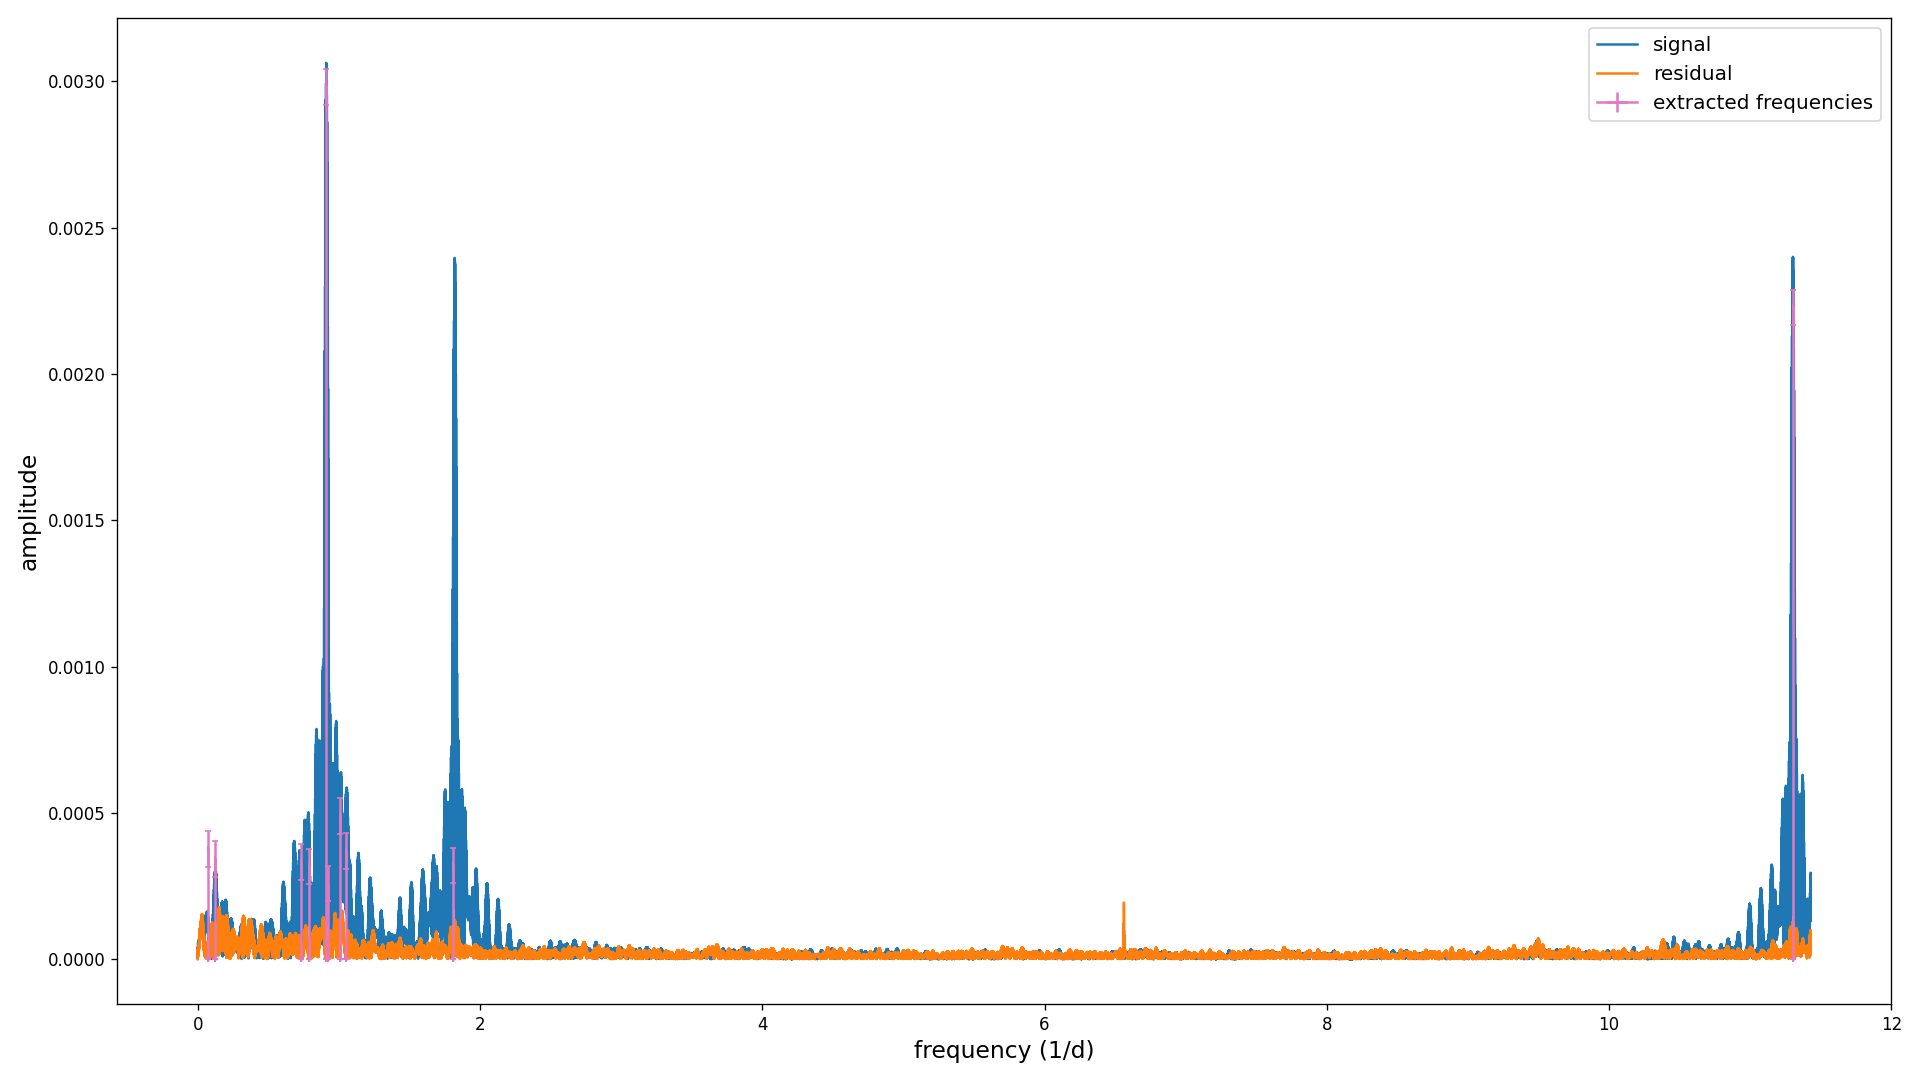 signal
residual
extracted frequencies
0.0030
0.0025
0.0020
0.0015
0.0010
0.0005
0.0000
amplitude
0 2 4 6 8 10 12
frequency (1/d)